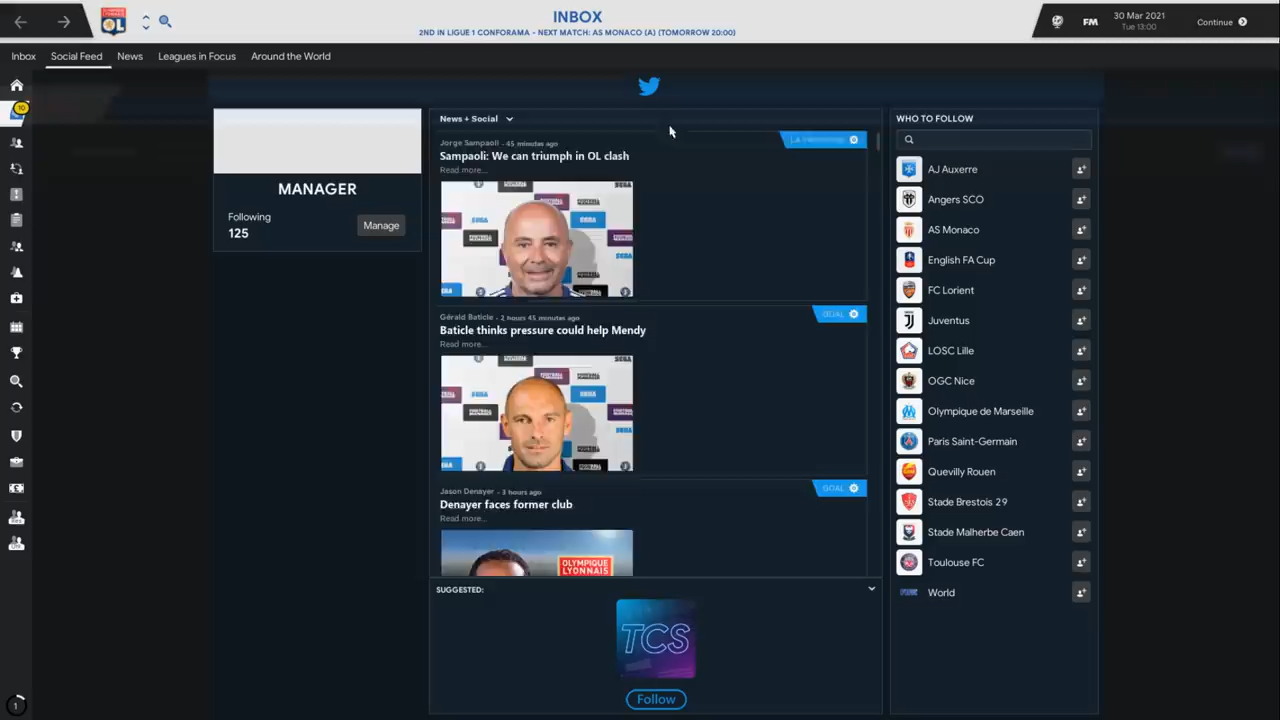 INBOX
2ND IN LIGUE 1 CONFORAMA - NEXT MATCH: AS MONACO (A) (TOMORROW 20:00)
FM
30 Mar 2021
Tue 13:00
Continue
Inbox
Social Feed
News
Leagues in Focus
Around the World
10
MANAGER
Following
125
Manage
News + Social
Jorge Sampaoli - 45 minutes ago
Sampaoli: We can triumph in OL clash
Read more...
SEGA
Gérald Baticle - 2 hours 45 minutes ago
GOAL
Baticle thinks pressure could help Mendy
Read more...
SEGA
Jason Denayer - 3 hours ago
GOAL
Denayer faces former club
Read more...
OLYMPIQUE
LYONNAIS
SUGGESTED:
TCS
Follow
WHO TO FOLLOW
AJ Auxerre
Angers SCO
AS Monaco
English FA Cup
FC Lorient
Juventus
LOSC Lille
OGC Nice
Olympique de Marseille
Paris Saint-Germain
Quevilly Rouen
Stade Brestois 29
Stade Malherbe Caen
Toulouse FC
World
1